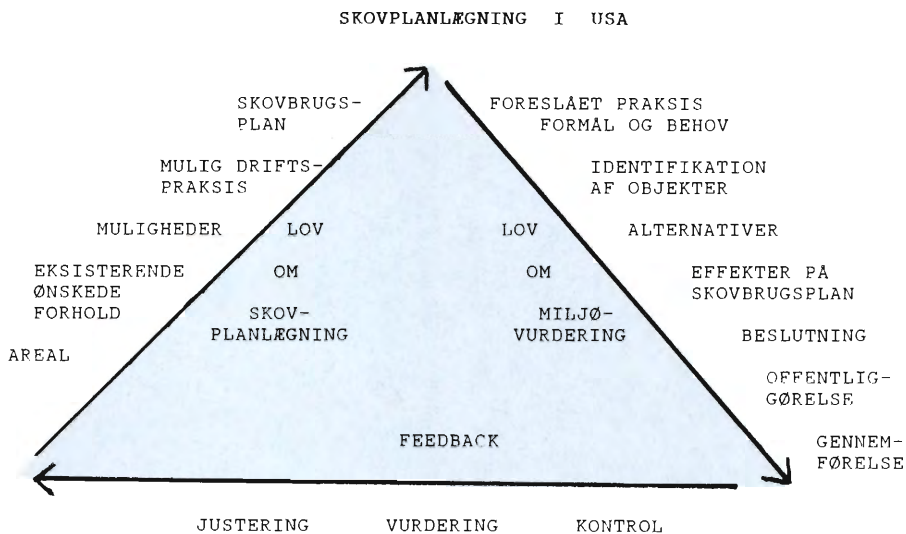 SKOVPLANLÆGNING I USA
SKOVBRUGS-
PLAN
MULIG DRIFTS-
PRAKSIS
MULIGHEDER
EKSISTERENDE
ØNSKEDE
FORHOLD
AREAL
LOV
OM
SKOV-
PLANLÆGNING
LOV
OM
MILJØ-
VURDERING
FORESLÅET PRAKSIS
FORMÅL OG BEHOV
IDENTIFIKATION
AF OBJEKTER
ALTERNATIVER
EFFEKTER PÅ
SKOVBRUGSPLAN
BESLUTNING
OFFENTLIG-
GØRELSE
GENNEM-
FØRELSE
FEEDBACK
JUSTERING VURDERING KONTROL